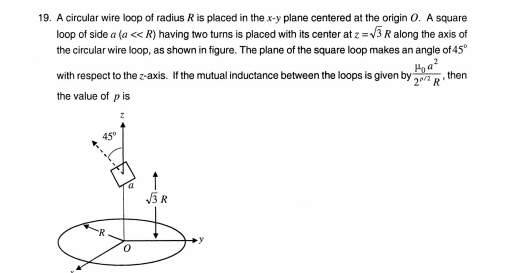 19. A circular wire loop of radius R is placed in the x-y plane centered at the origin O. A square
loop of side a (a << R) having two turns is placed with its center at z = √3 R along the axis of
the circular wire loop, as shown in figure. The plane of the square loop makes an angle of 45°
with respect to the z-axis. If the mutual inductance between the loops is given by μ₀a²/2^(p/2) R, then
the value of p is
z
45°
a
√3 R
R
O
y
x